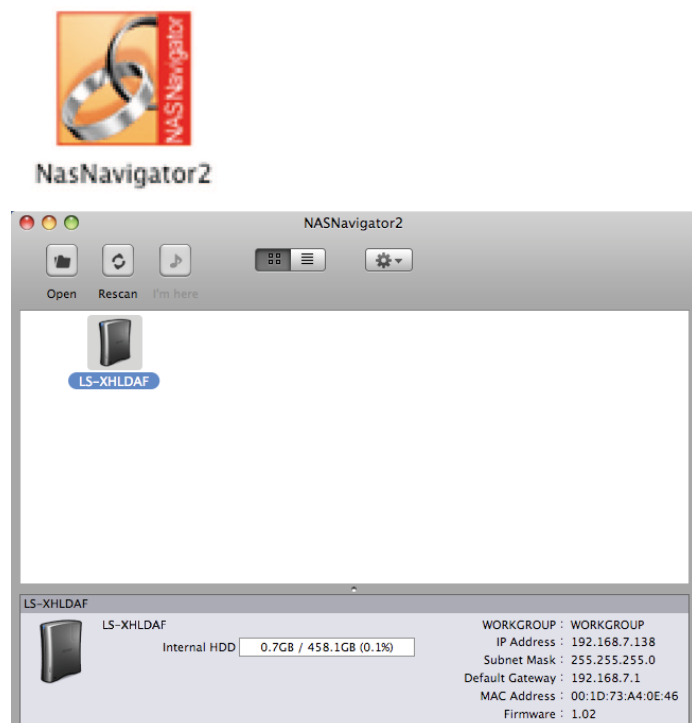 NAS Navigator
NasNavigator2
NASNavigator2
Open Rescan I'm here
LS-XHLDAF
LS-XHLDAF
LS-XHLDAF WORKGROUP : WORKGROUP
Internal HDD 0.7GB / 458.1GB (0.1%) IP Address : 192.168.7.138
Subnet Mask : 255.255.255.0
Default Gateway : 192.168.7.1
MAC Address : 00:1D:73:A4:0E:46
Firmware : 1.02